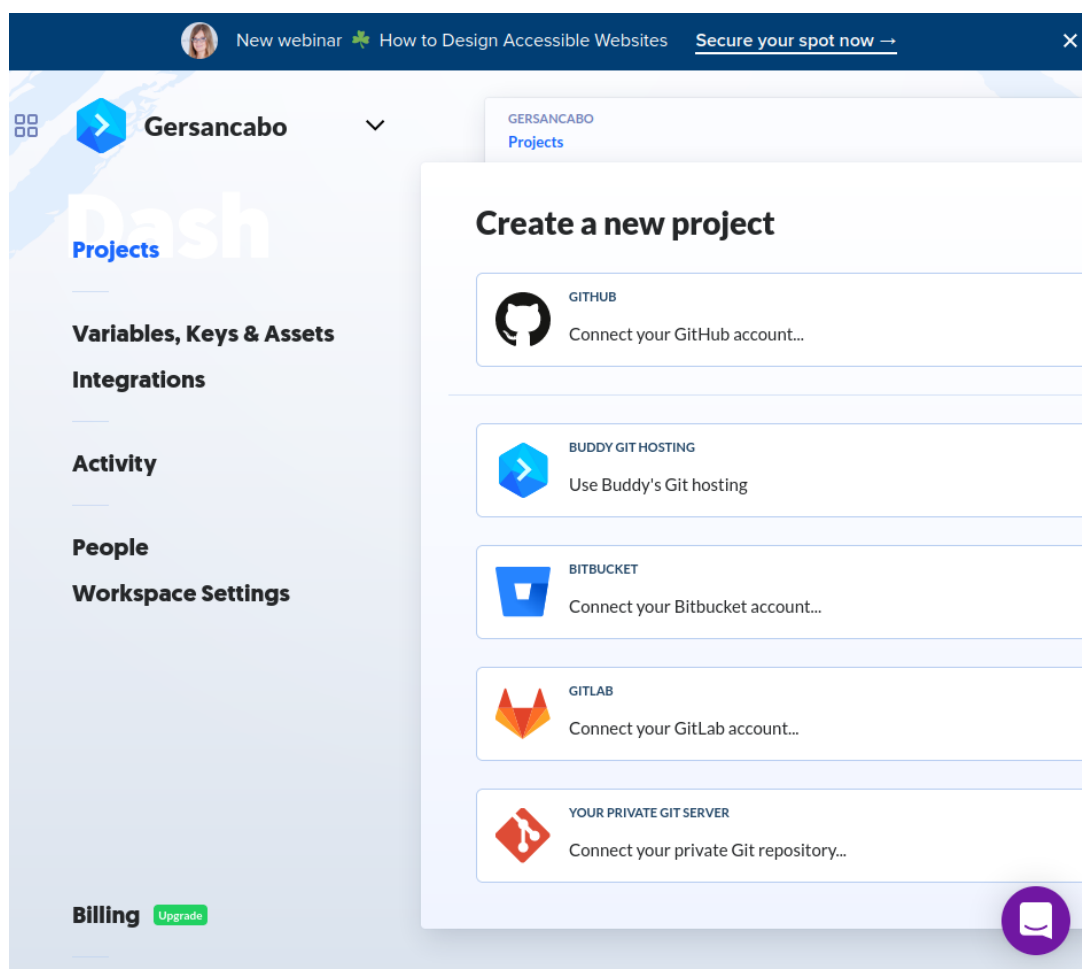 New webinar ☘ How to Design Accessible Websites Secure your spot now →
Gersancabo
GERSANCABO
Projects
Dash
Projects
Variables, Keys & Assets
Integrations
Activity
People
Workspace Settings
Billing Upgrade
Create a new project
GITHUB
Connect your GitHub account...
BUDDY GIT HOSTING
Use Buddy's Git hosting
BITBUCKET
Connect your Bitbucket account...
GITLAB
Connect your GitLab account...
YOUR PRIVATE GIT SERVER
Connect your private Git repository...